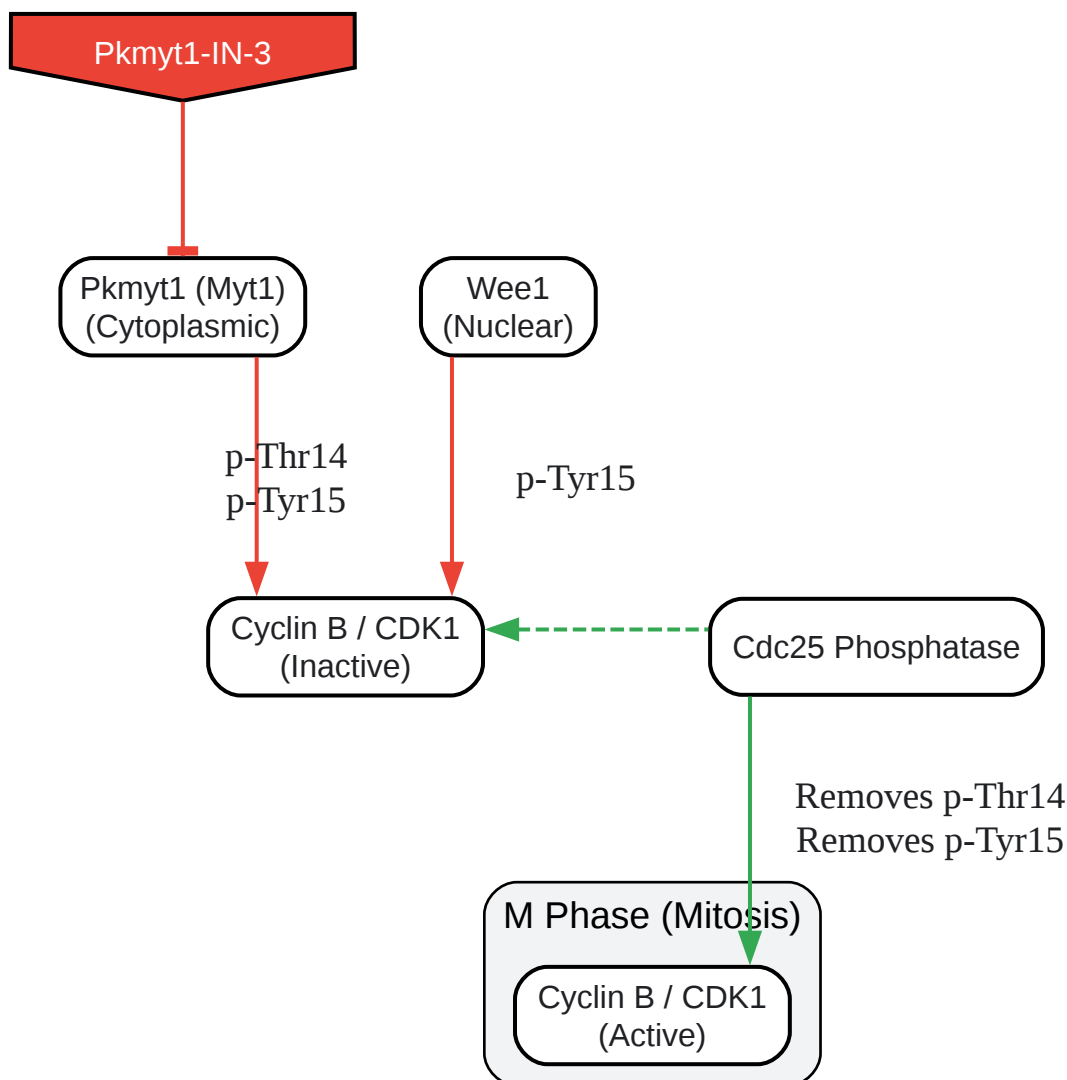 Pkmyt1-IN-3
Pkmyt1 (Myt1)
(Cytoplasmic)
Wee1
(Nuclear)
p-Thr14
p-Tyr15
p-Tyr15
Cyclin B / CDK1
(Inactive)
Cdc25 Phosphatase
Removes p-Thr14
Removes p-Tyr15
M Phase (Mitosis)
Cyclin B / CDK1
(Active)